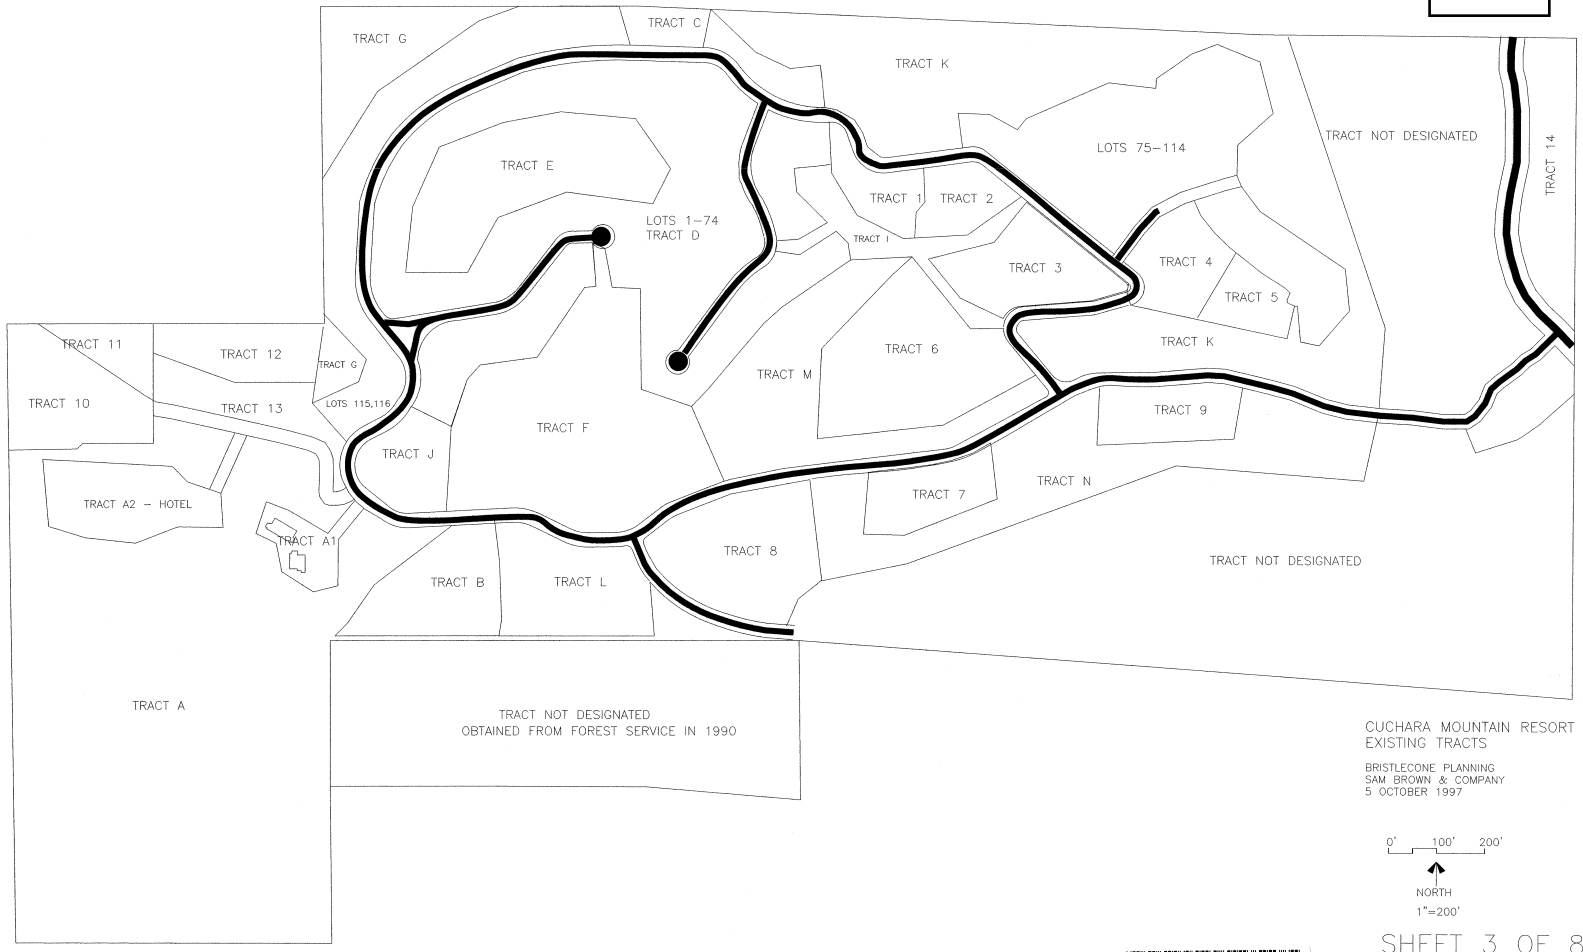 TRACT C
TRACT G
TRACT K
TRACT NOT DESIGNATED
TRACT 14
LOTS 75-114
TRACT E
TRACT 1
TRACT 2
LOTS 1-74
TRACT D
TRACT I
TRACT 3
TRACT 4
TRACT 5
TRACT 11
TRACT 12
TRACT G
TRACT 6
TRACT K
TRACT M
TRACT 10
TRACT 13
LOTS 115,116
TRACT 9
TRACT F
TRACT J
TRACT N
TRACT 7
TRACT A2 - HOTEL
TRACT A1
TRACT 8
TRACT NOT DESIGNATED
TRACT B
TRACT L
TRACT A
TRACT NOT DESIGNATED
OBTAINED FROM FOREST SERVICE IN 1990
CUCHARA MOUNTAIN RESORT
EXISTING TRACTS
BRISTLECONE PLANNING
SAM BROWN & COMPANY
5 OCTOBER 1997
0' 100' 200'
NORTH
1"=200'
SHEET 3 OF 8